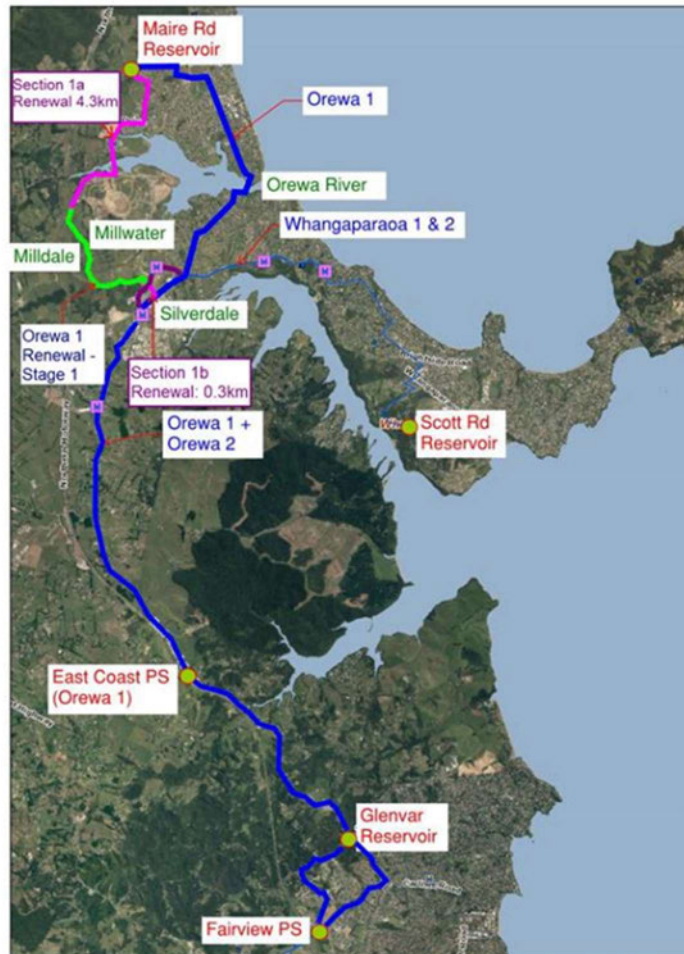 Maire Rd
Reservoir
Section 1a
Renewal 4.3km
Orewa 1
Orewa River
Whangaparaoa 1 & 2
Millwater
Milldale
Silverdale
Orewa 1
Renewal -
Stage 1
Section 1b
Renewal: 0.3km
Orewa 1 +
Orewa 2
Scott Rd
Reservoir
East Coast PS
(Orewa 1)
Glenvar
Reservoir
Fairview PS